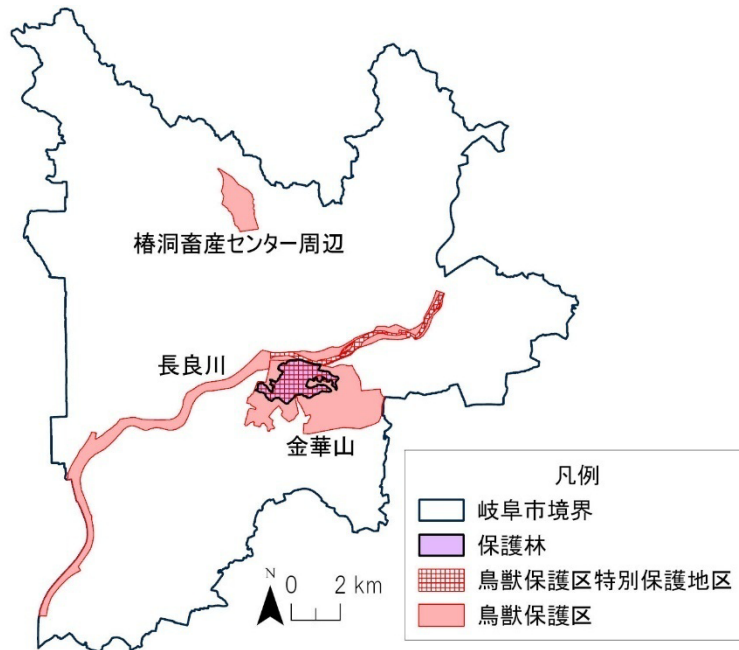 椿洞畜産センター周辺
長良川
金華山
N 0 2 km
凡例
岐阜市境界
保護林
鳥獣保護区特別保護地区
鳥獣保護区